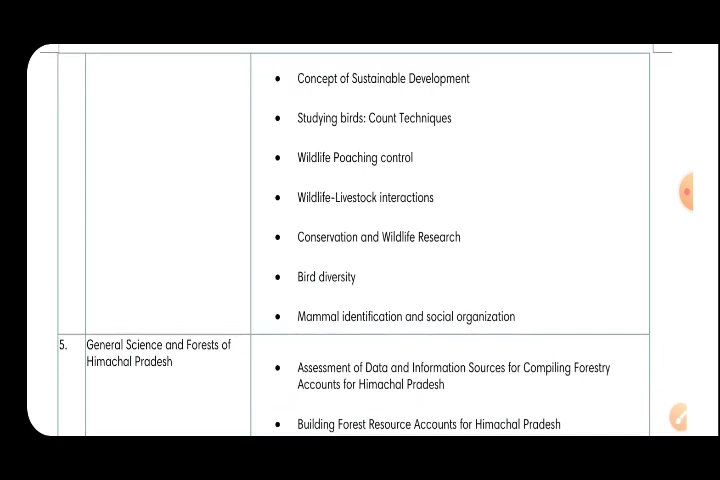 Concept of Sustainable Development
Studying birds: Count Techniques
Wildlife Poaching control
Wildlife-Livestock interactions
Conservation and Wildlife Research
Bird diversity
Mammal identification and social organization
5. General Science and Forests of
Himachal Pradesh
Assessment of Data and Information Sources for Compiling Forestry
Accounts for Himachal Pradesh
Building Forest Resource Accounts for Himachal Pradesh